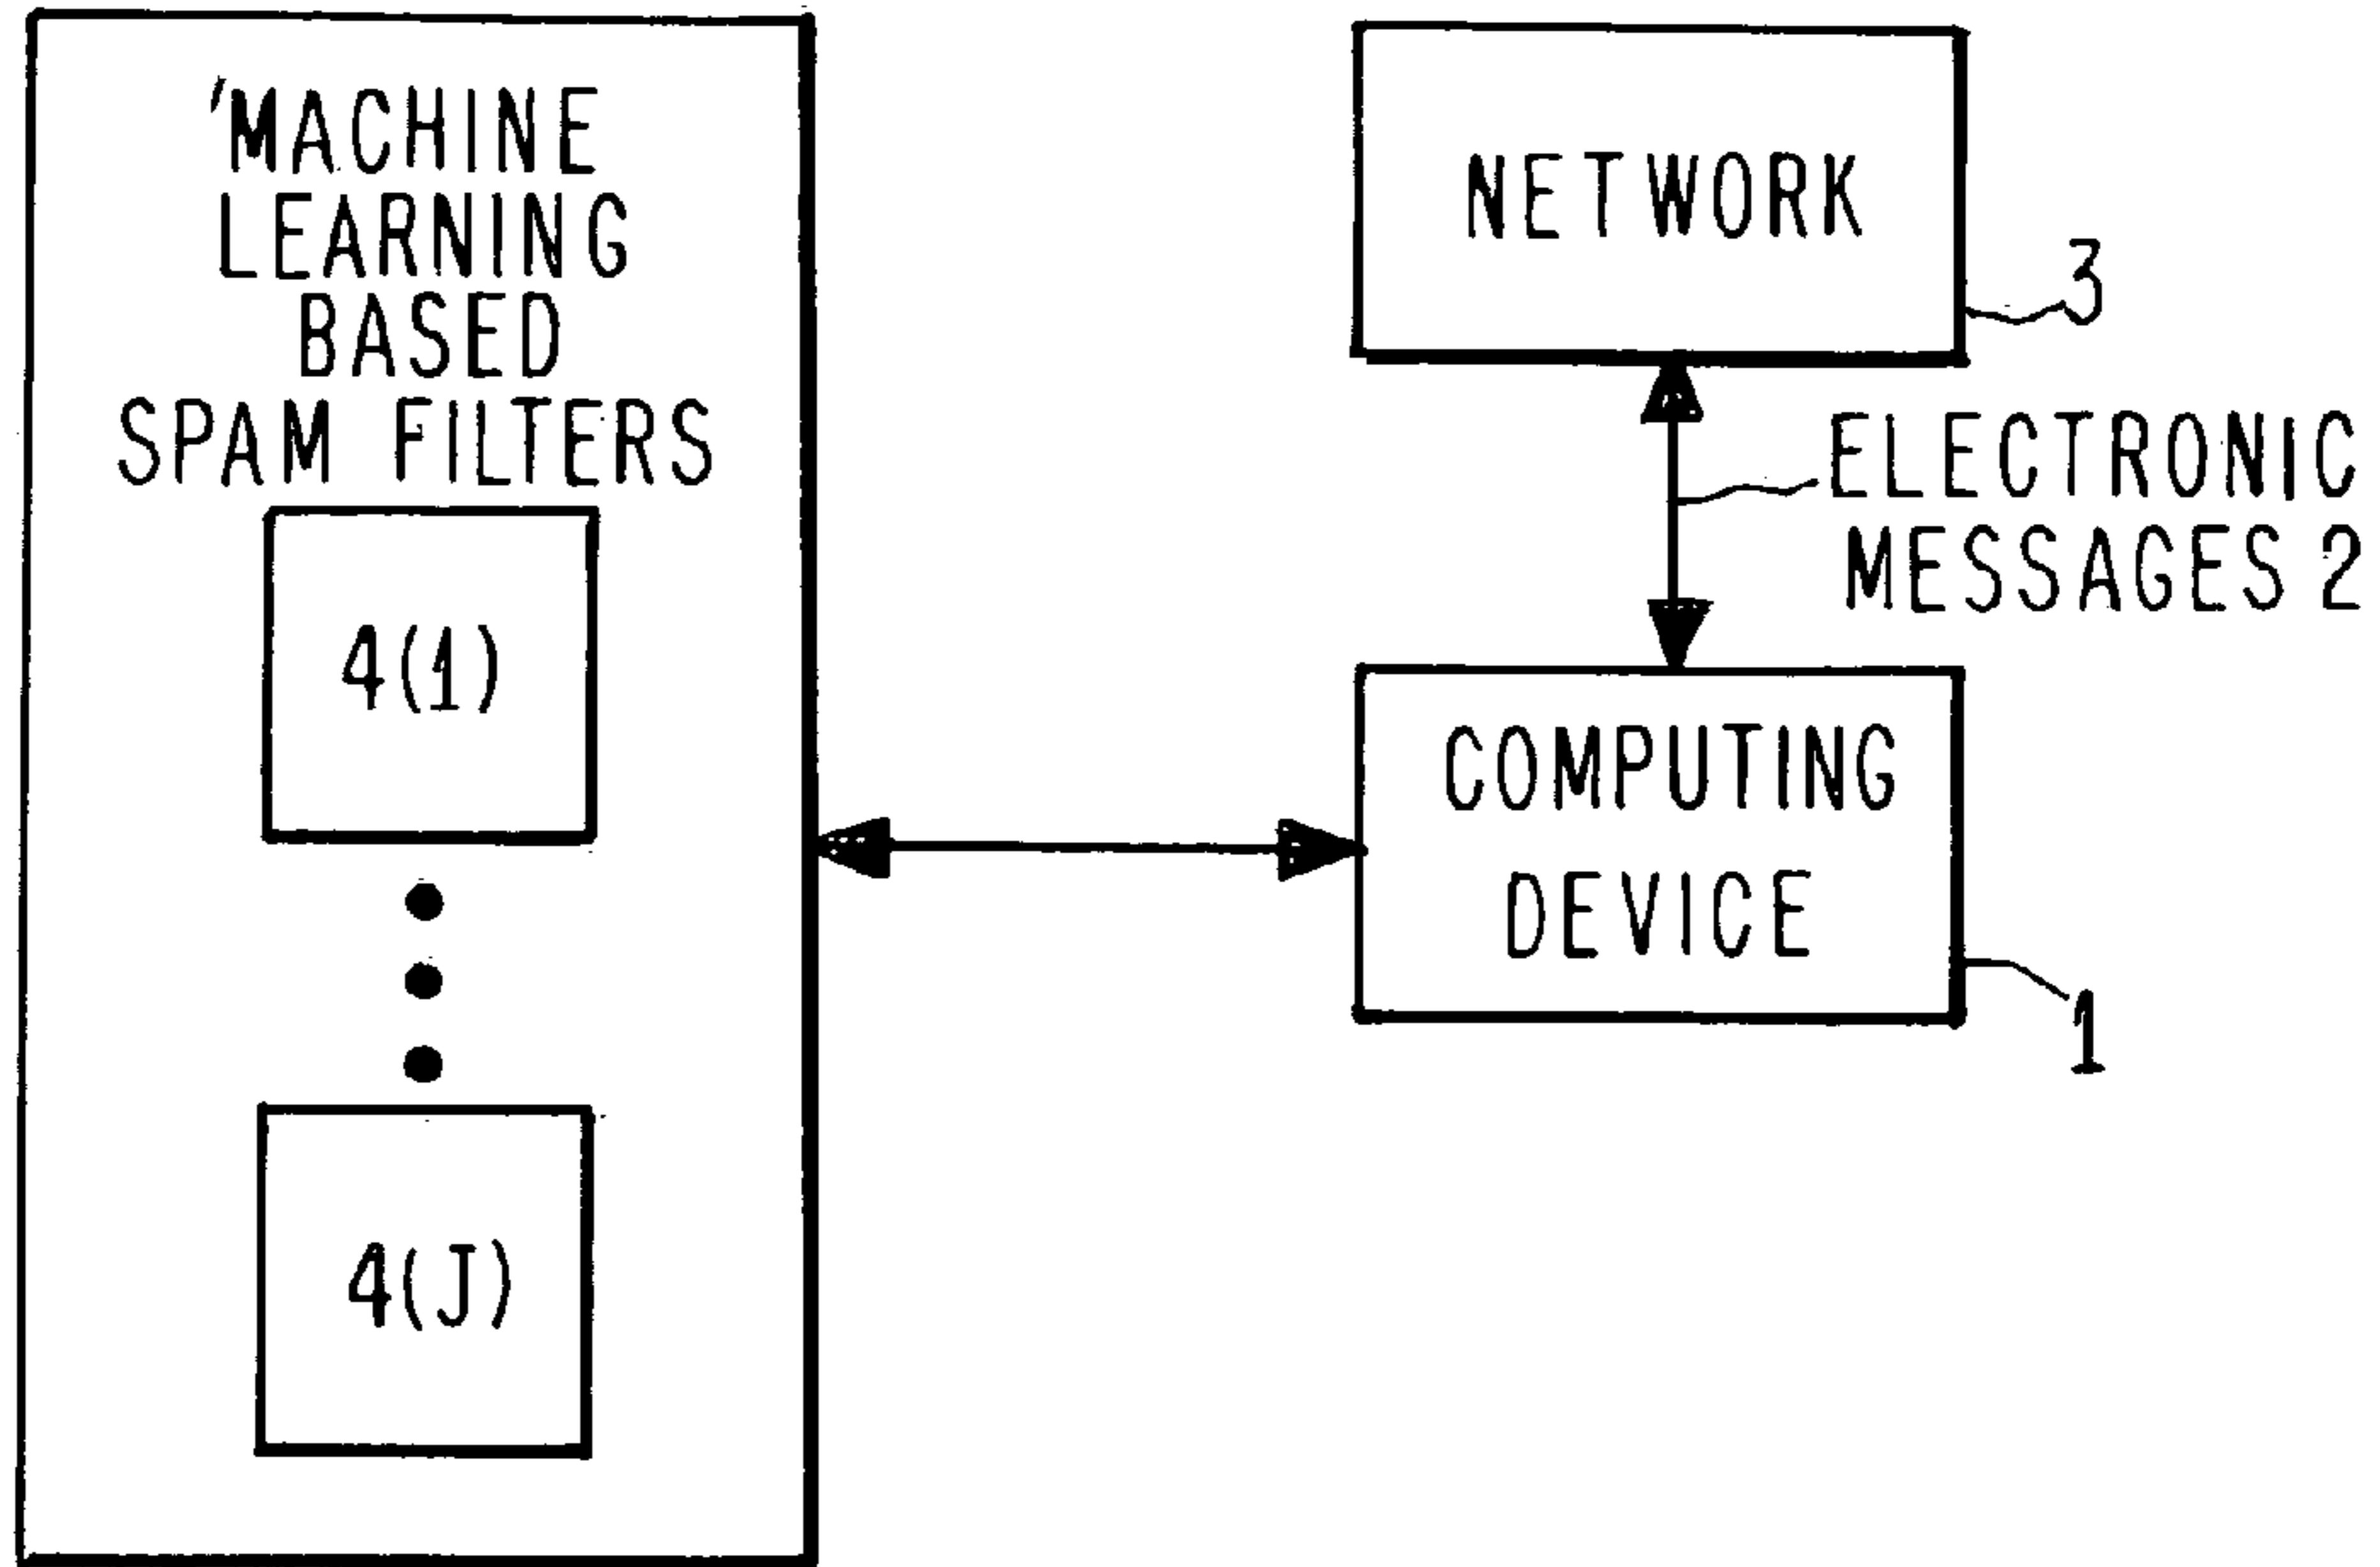 MACHINE
LEARNING
BASED
SPAM FILTERS
4(1)
4(J)
NETWORK
3
ELECTRONIC
MESSAGES 2
COMPUTING
DEVICE
1